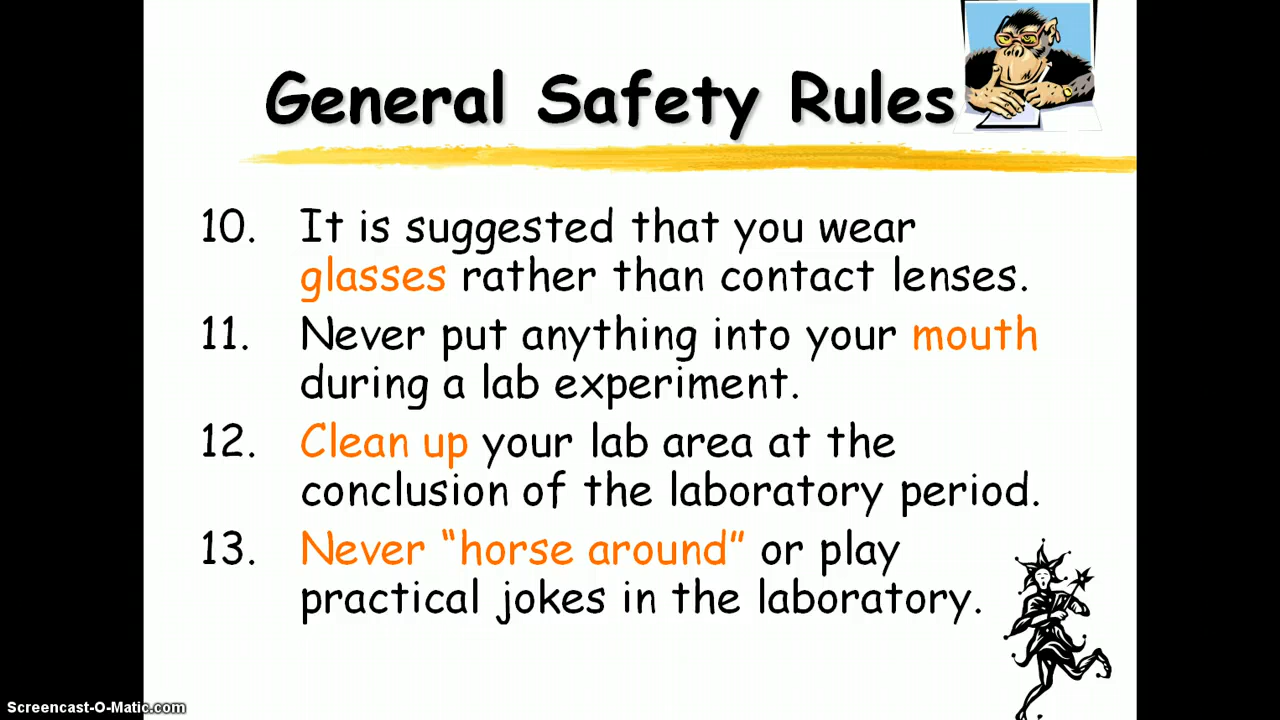 General Safety Rules
10. It is suggested that you wear
glasses rather than contact lenses.
11. Never put anything into your mouth
during a lab experiment.
12. Clean up your lab area at the
conclusion of the laboratory period.
13. Never “horse around” or play
practical jokes in the laboratory.
Screencast-O-Matic.com